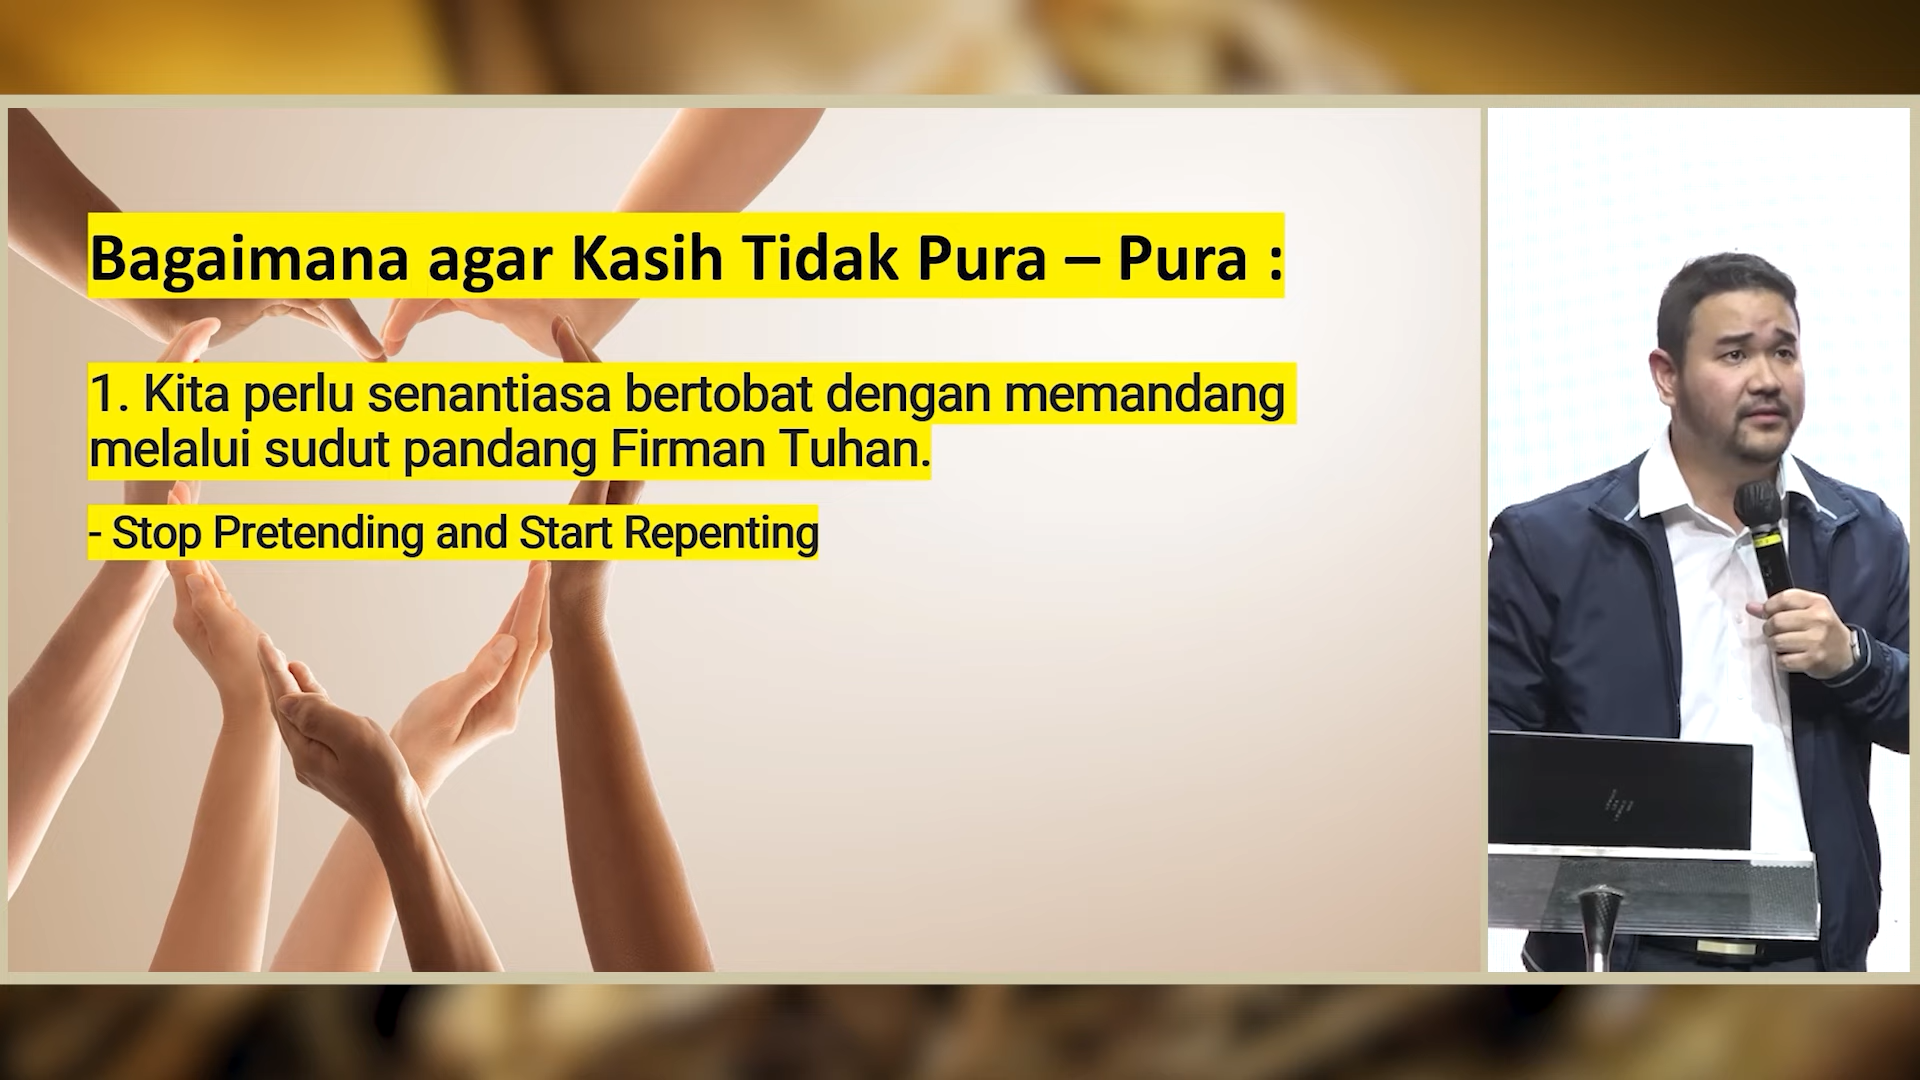 Bagaimana agar Kasih Tidak Pura – Pura :
1. Kita perlu senantiasa bertobat dengan memandang
melalui sudut pandang Firman Tuhan.
- Stop Pretending and Start Repenting